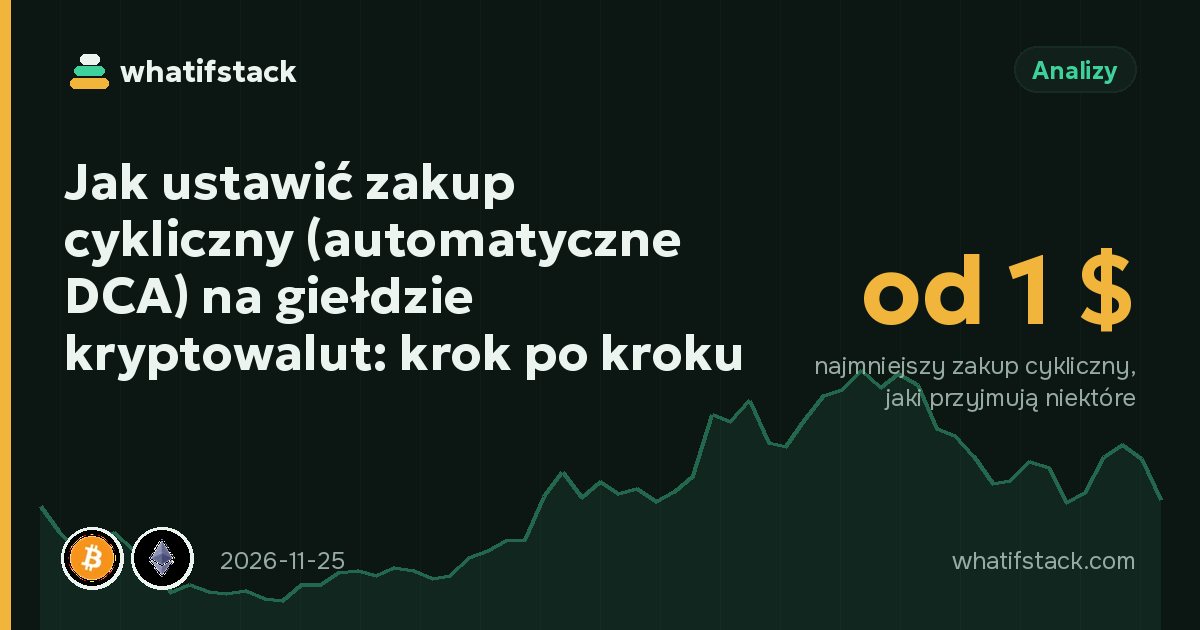 whatifstack
Analizy
Jak ustawić zakup
cykliczny (automatyczne
DCA) na giełdzie
kryptowalut: krok po kroku
od 1 $
najmniejszy zakup cykliczny,
jaki przyjmują niektóre
2026-11-25
whatifstack.com